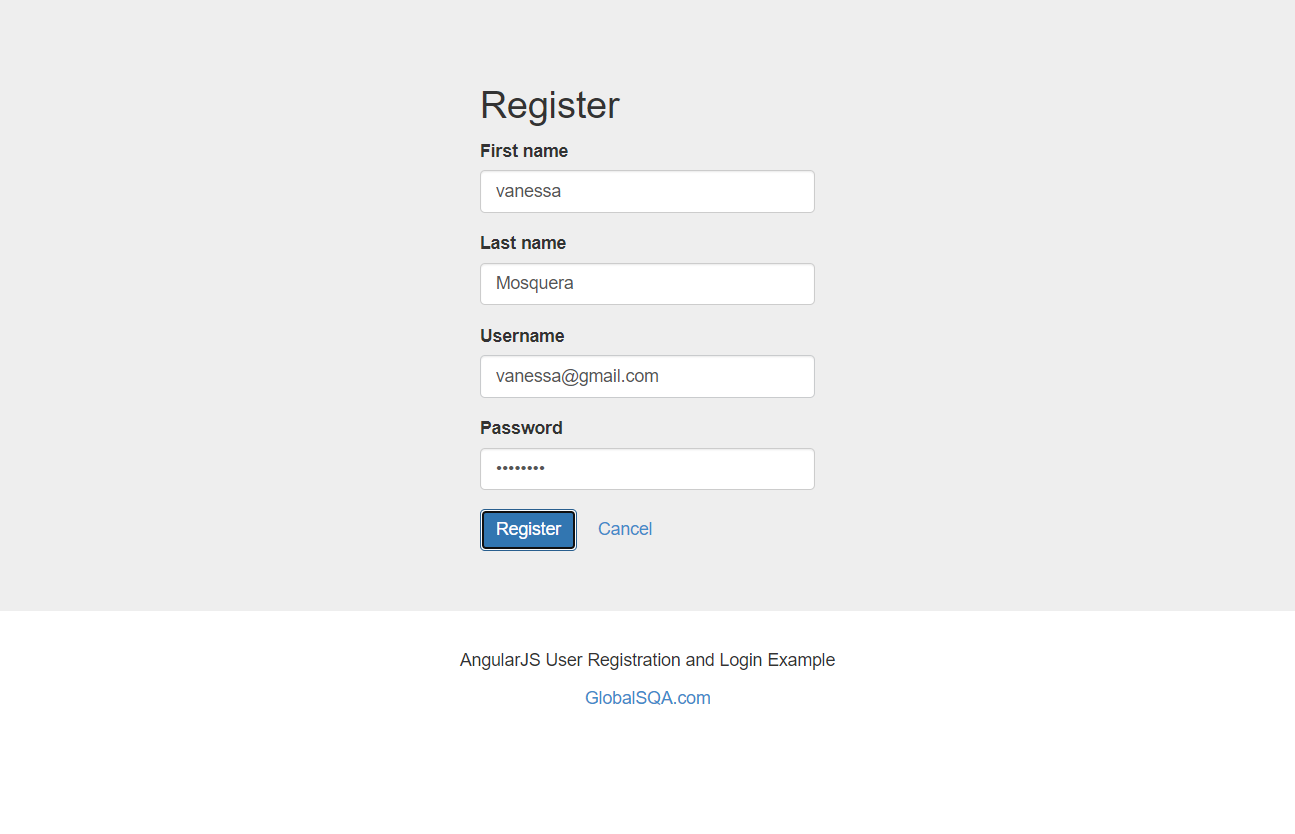 Register
First name
vanessa
Last name
Mosquera
Username
vanessa@gmail.com
Password
••••••••
Register Cancel
AngularJS User Registration and Login Example
GlobalSQA.com